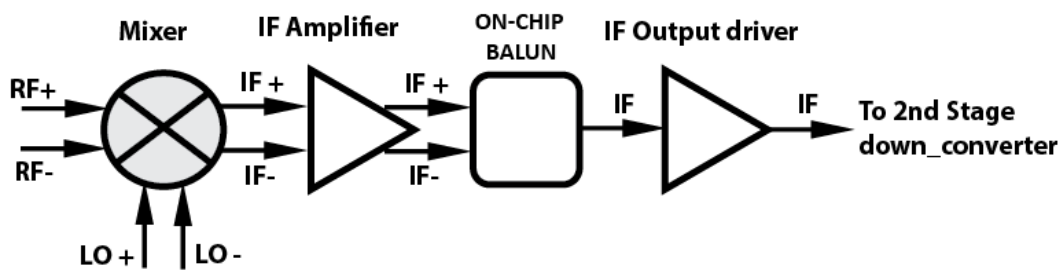 Mixer
IF Amplifier
ON-CHIP
BALUN
IF Output driver
RF+
IF +
IF +
IF
IF
To 2nd Stage
down_converter
RF-
IF-
IF-
LO +
LO -